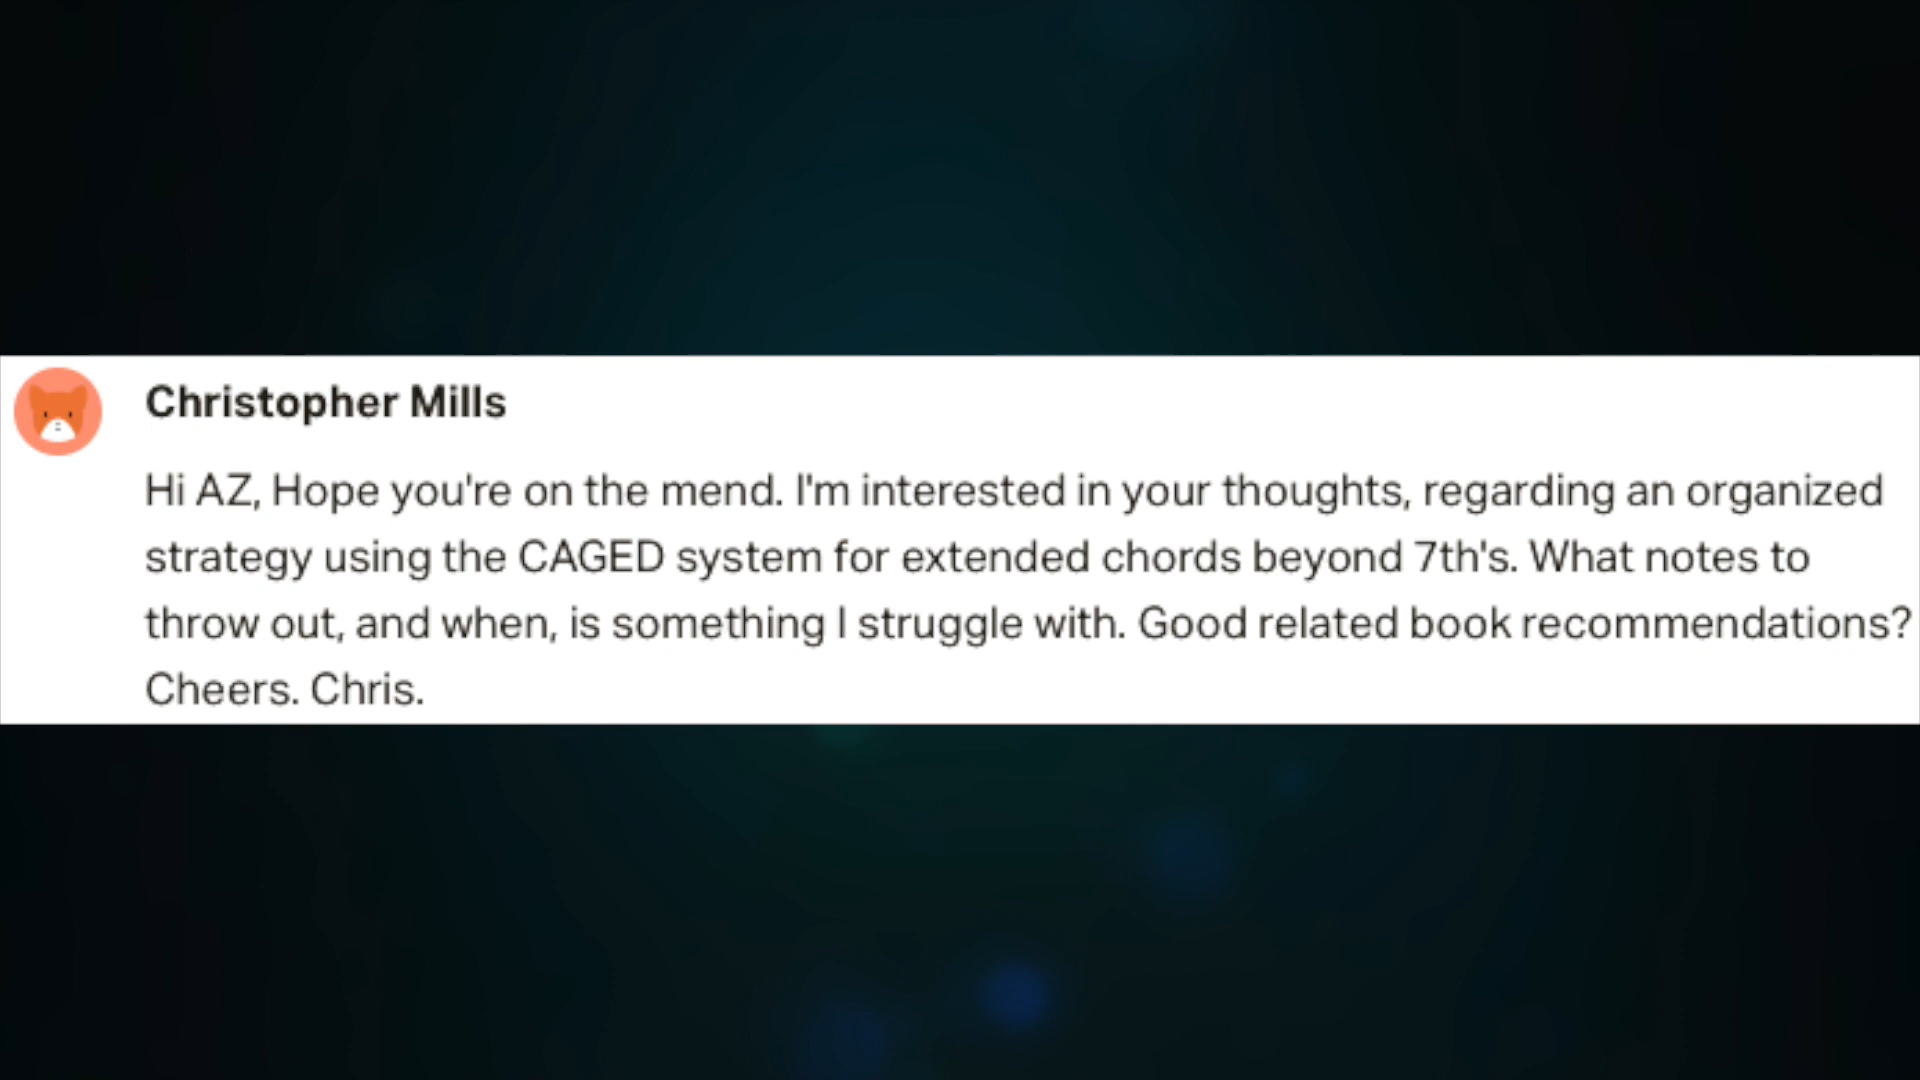 Christopher Mills
Hi AZ, Hope you're on the mend. I'm interested in your thoughts, regarding an organized
strategy using the CAGED system for extended chords beyond 7th's. What notes to
throw out, and when, is something I struggle with. Good related book recommendations?
Cheers. Chris.